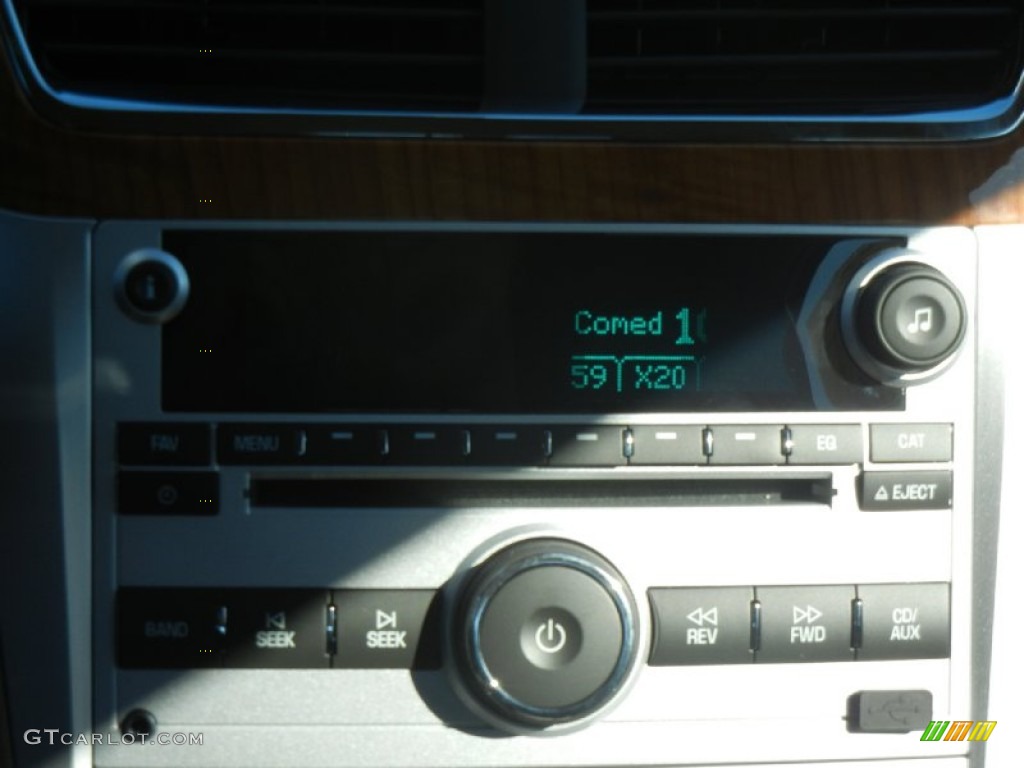 Comed 1
59 X20
FAV MENU EQ CAT
EJECT
BAND SEEK SEEK REV FWD CD/
AUX
GTCARLOT.COM